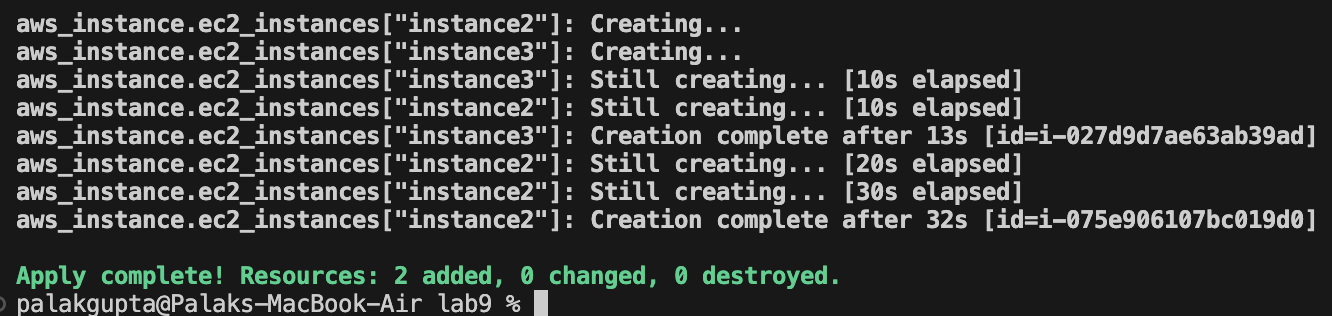 aws_instance.ec2_instances["instance2"]: Creating...
aws_instance.ec2_instances["instance3"]: Creating...
aws_instance.ec2_instances["instance3"]: Still creating... [10s elapsed]
aws_instance.ec2_instances["instance2"]: Still creating... [10s elapsed]
aws_instance.ec2_instances["instance3"]: Creation complete after 13s [id=i-027d9d7ae63ab39ad]
aws_instance.ec2_instances["instance2"]: Still creating... [20s elapsed]
aws_instance.ec2_instances["instance2"]: Still creating... [30s elapsed]
aws_instance.ec2_instances["instance2"]: Creation complete after 32s [id=i-075e906107bc019d0]
Apply complete! Resources: 2 added, 0 changed, 0 destroyed.
palakgupta@Palaks-MacBook-Air lab9 %